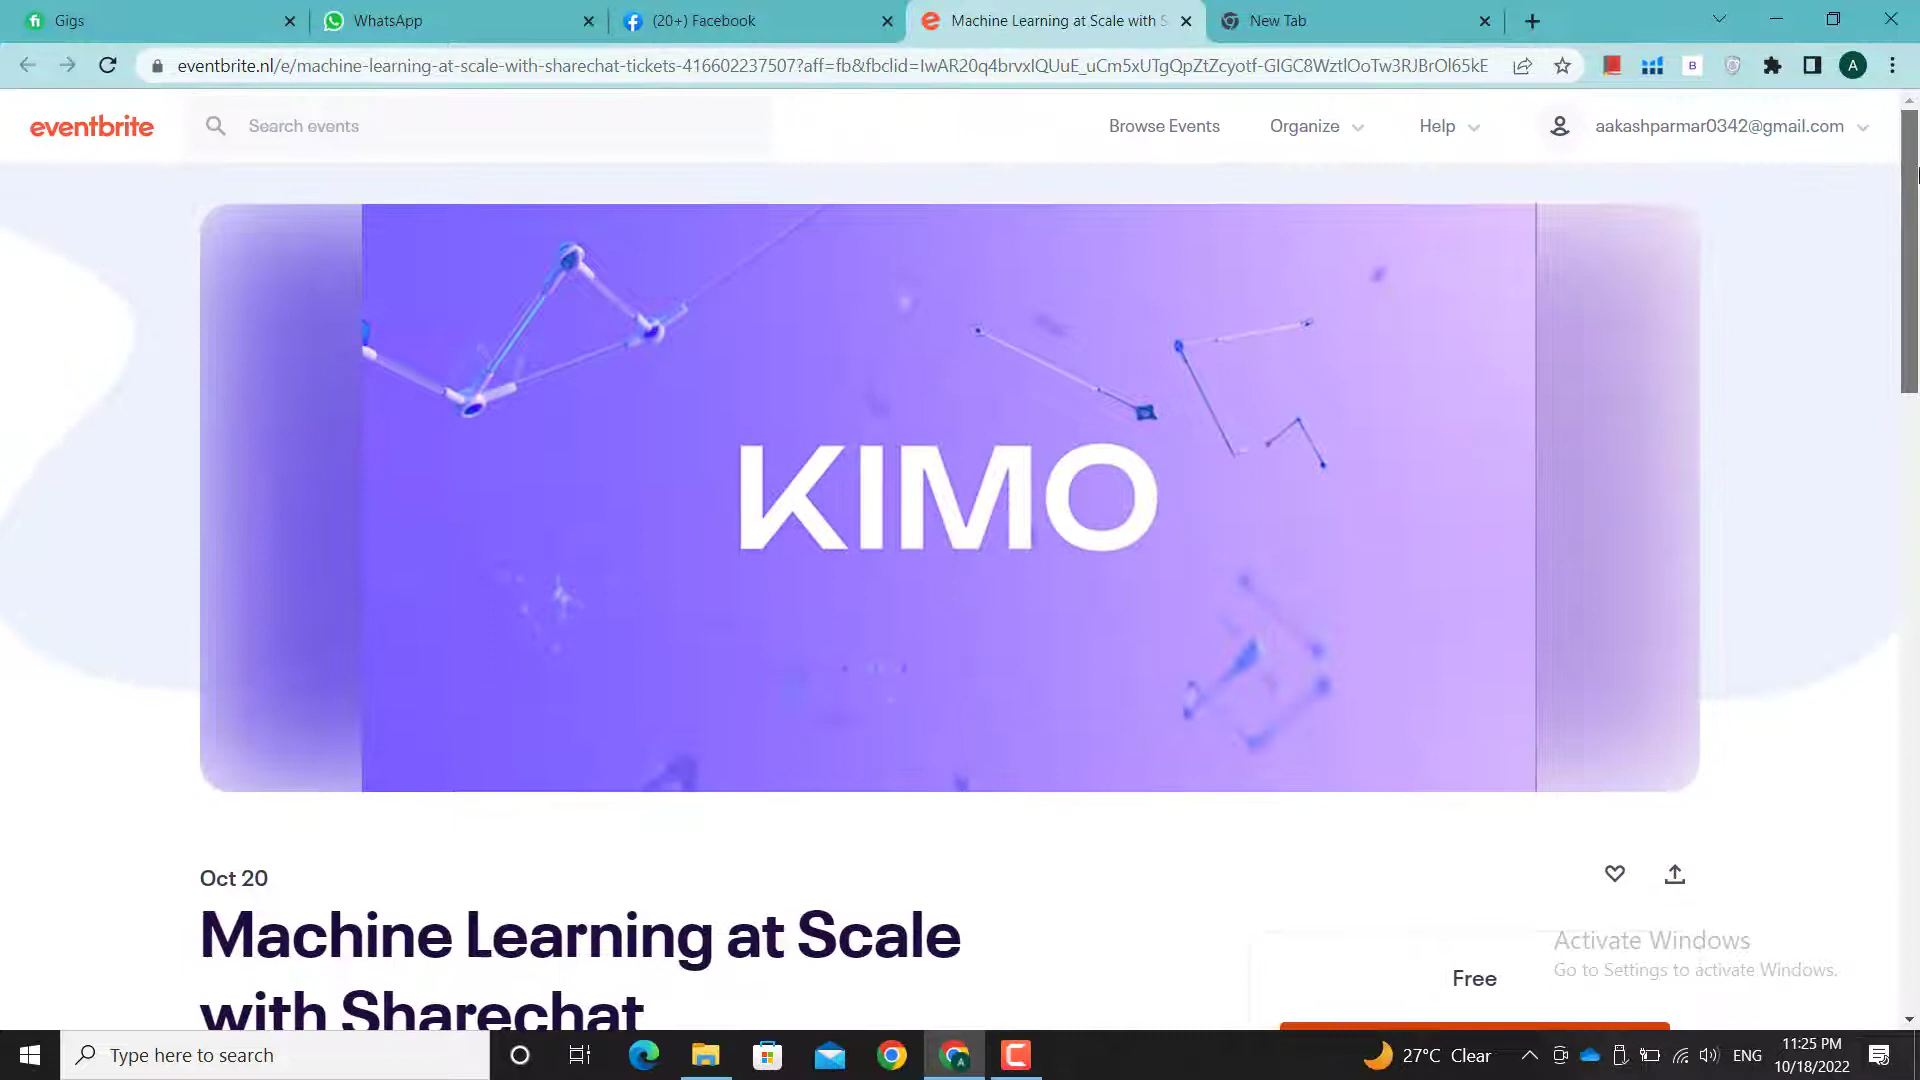 Gigs
WhatsApp
(20+) Facebook
Machine Learning at Scale with S
New Tab
eventbrite.nl/e/machine-learning-at-scale-with-sharechat-tickets-416602237507?aff=fb&fbclid=IwAR20q4brvxIQUuE_uCm5xUTgQpZtZcyotf-GIGC8WztlOoTw3RJBrOl65kE
B
A
eventbrite
Search events
Browse Events
Organize
Help
aakashparmar0342@gmail.com
KIMO
Oct 20
Machine Learning at Scale
with Sharechat
Free
Activate Windows
Go to Settings to activate Windows.
Type here to search
27°C Clear
ENG
11:25 PM
10/18/2022